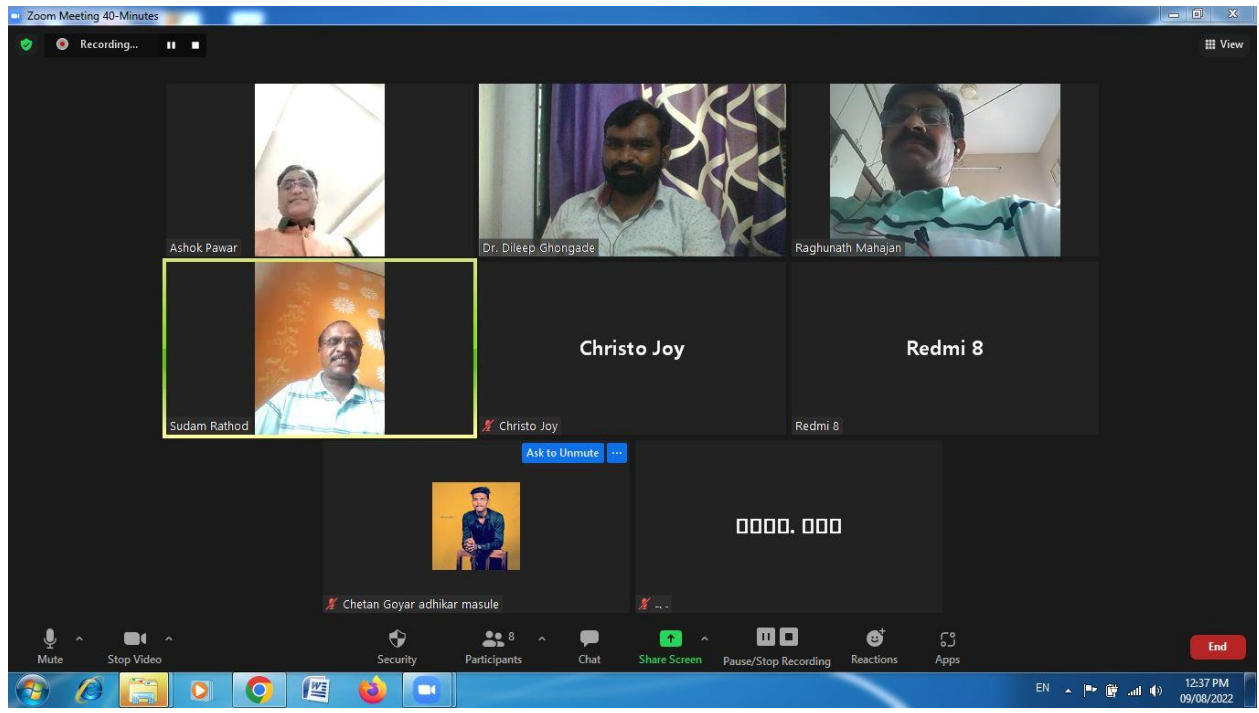 Zoom Meeting 40-Minutes
Recording...
View
Ashok Pawar
Dr. Dileep Ghongade
Raghunath Mahajan
Sudam Rathod
Christo Joy
Christo Joy
Redmi 8
Redmi 8
Ask to Unmute ...
Chetan Goyar adhikar masule
Mute
Stop Video
Security
8
Participants
Chat
Share Screen
Pause/Stop Recording
Reactions
Apps
End
EN
12:37 PM
09/08/2022